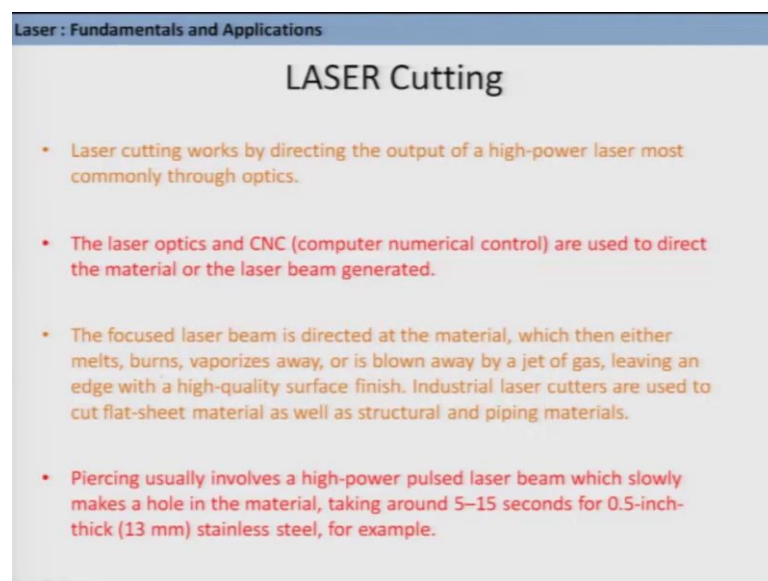 Laser : Fundamentals and Applications
LASER Cutting
• Laser cutting works by directing the output of a high-power laser most
commonly through optics.
• The laser optics and CNC (computer numerical control) are used to direct
the material or the laser beam generated.
• The focused laser beam is directed at the material, which then either
melts, burns, vaporizes away, or is blown away by a jet of gas, leaving an
edge with a high-quality surface finish. Industrial laser cutters are used to
cut flat-sheet material as well as structural and piping materials.
• Piercing usually involves a high-power pulsed laser beam which slowly
makes a hole in the material, taking around 5–15 seconds for 0.5-inch-
thick (13 mm) stainless steel, for example.